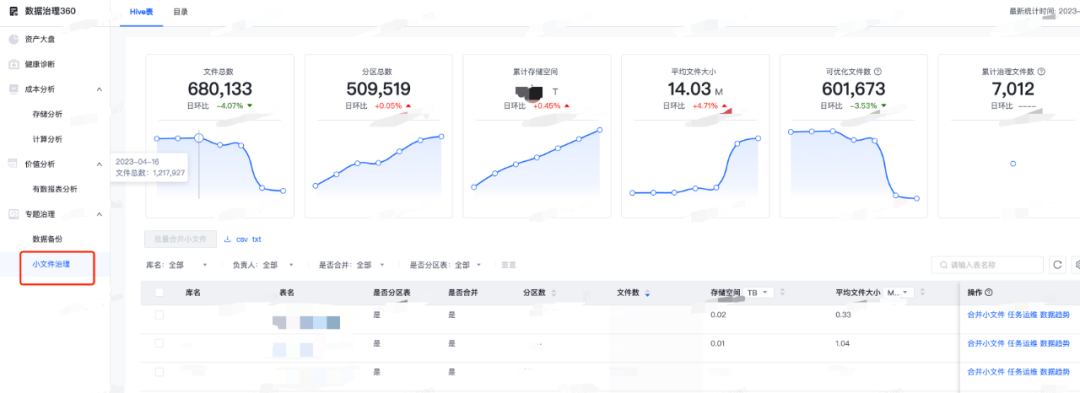 数据治理360
Hive表 目录
最新统计时间: 2023-
资产大盘
健康诊断
成本分析
存储分析
计算分析
价值分析
有数报表分析
专题治理
数据备份
小文件治理
文件总数
680,133
日环比 -4.07%
2023-04-16
文件总数: 1,217,927
分区总数
509,519
日环比 +0.05%
累计存储空间
T
日环比 +0.45%
平均文件大小
14.03 M
日环比 +4.71%
可优化文件数
601,673
日环比 -3.53%
累计治理文件数
7,012
日环比 ----
批量合并小文件 csv txt
库名: 全部 负责人: 全部 是否合并: 全部 是否分区表: 全部 重置 请输入表名称
库名 表名 是否分区表 是否合并 分区数 文件数 存储空间 TB 平均文件大小 M... 操作
是 是 0.02 0.33 合并小文件 任务运维 数据趋势
是 是 0.01 1.04 合并小文件 任务运维 数据趋势
是 是 合并小文件 任务运维 数据趋势